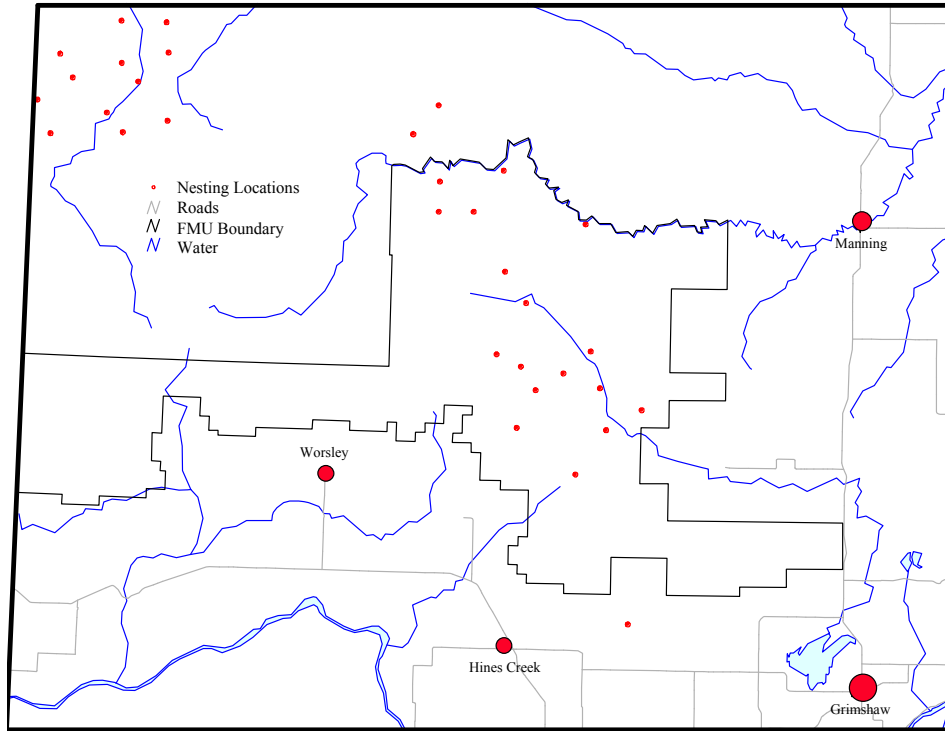 Nesting Locations
Roads
FMU Boundary
Water
Manning
Worsley
Hines Creek
Grimshaw